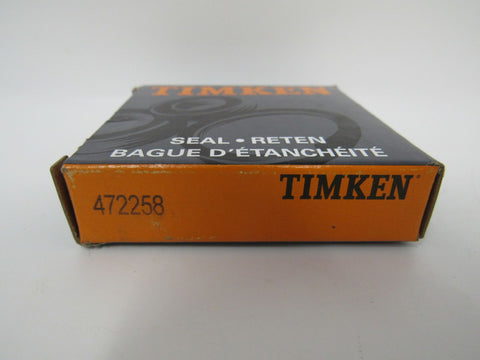 TIMKEN
SEAL • RETEN
BAGUE D'ÉTANCHÉITÉ
TIMKEN
472258